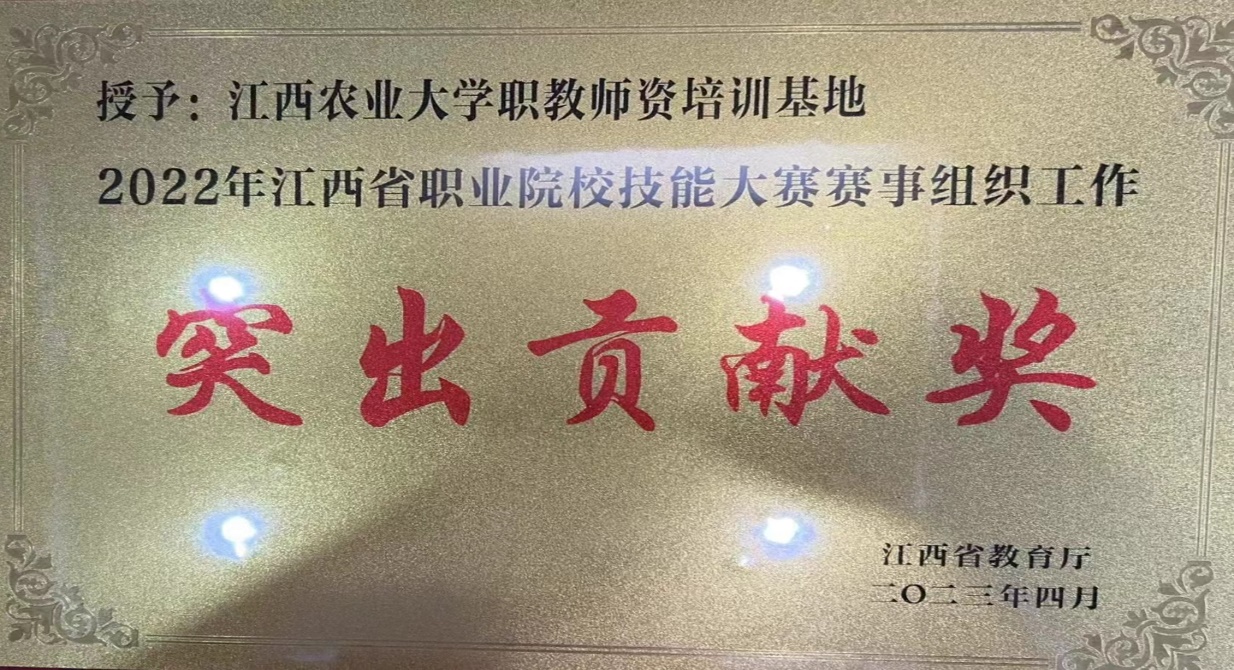 授予：江西农业大学职教师资培训基地
2022年江西省职业院校技能大赛赛事组织工作
突出贡献奖
江西省教育厅
二〇二三年四月